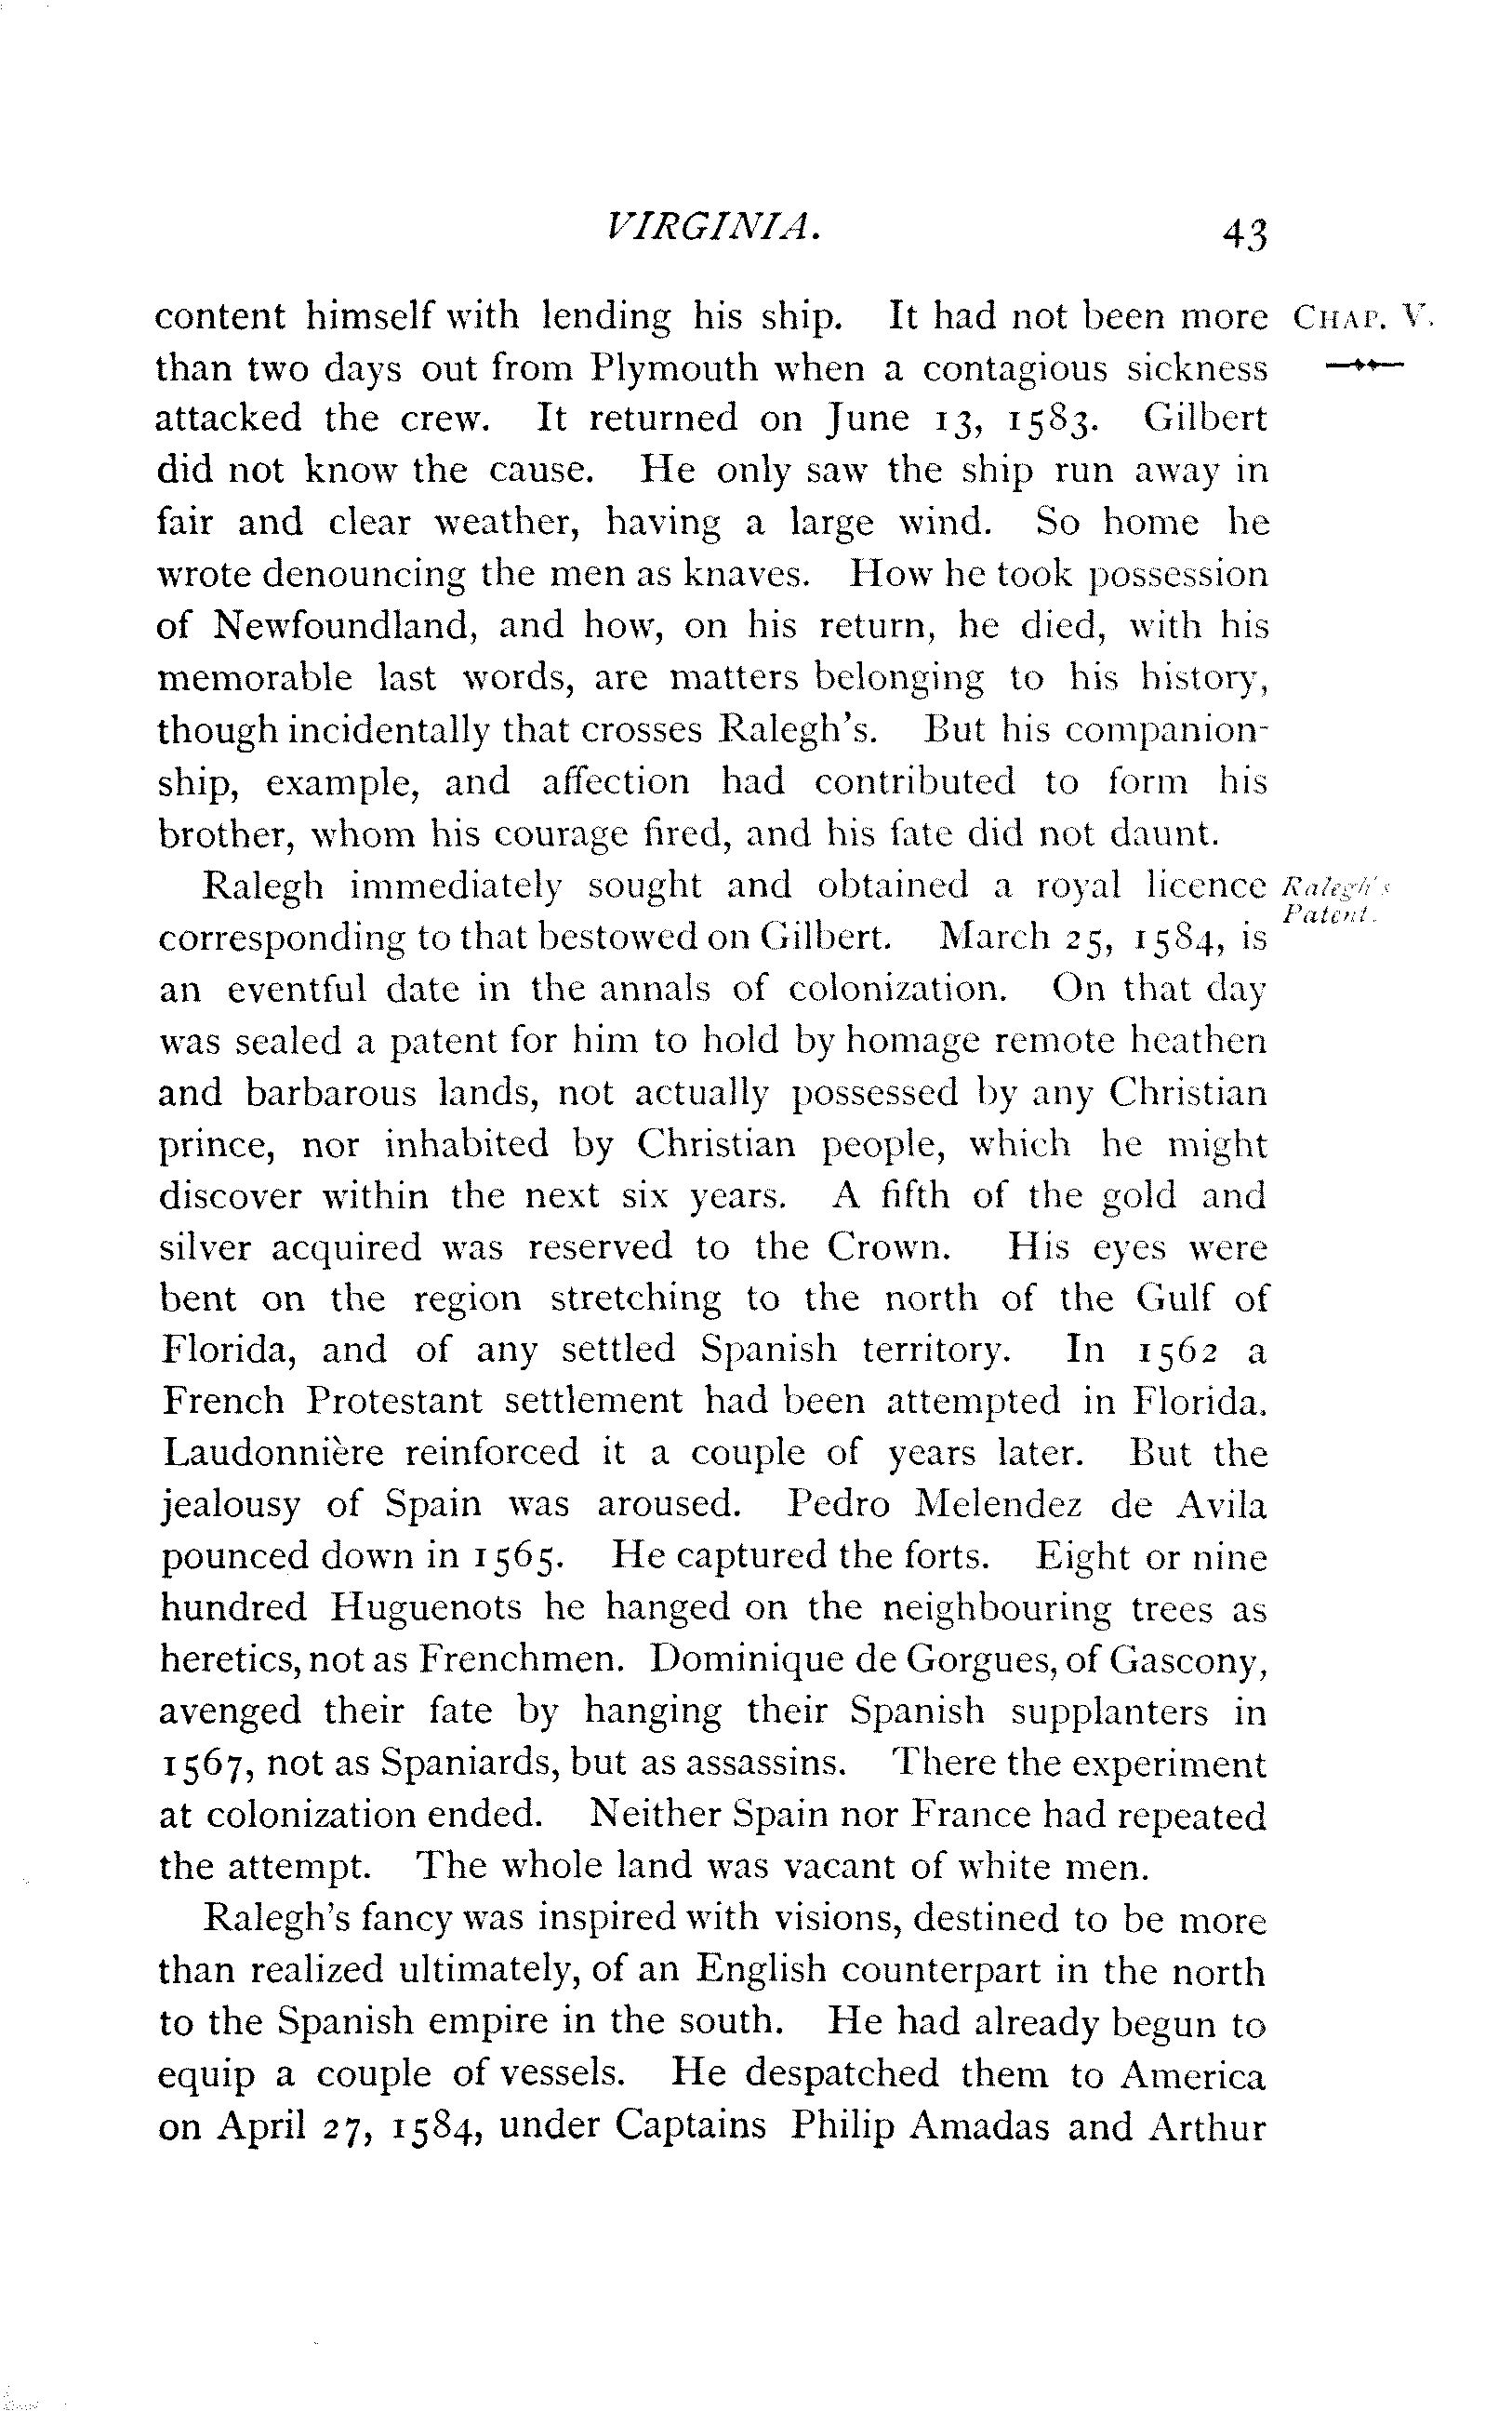 VIRGINIA. 43
content himself with lending his ship. It had not been more CHAP. V.
than two days out from Plymouth when a contagious sickness
attacked the crew. It returned on June 13, 1583. Gilbert
did not know the cause. He only saw the ship run away in
fair and clear weather, having a large wind. So home he
wrote denouncing the men as knaves. How he took possession
of Newfoundland, and how, on his return, he died, with his
memorable last words, are matters belonging to his history,
though incidentally that crosses Ralegh's. But his companion-
ship, example, and affection had contributed to form his
brother, whom his courage fired, and his fate did not daunt.
Ralegh immediately sought and obtained a royal licence Ralegh's
Patent.
corresponding to that bestowed on Gilbert. March 25, 1584, is
an eventful date in the annals of colonization. On that day
was sealed a patent for him to hold by homage remote heathen
and barbarous lands, not actually possessed by any Christian
prince, nor inhabited by Christian people, which he might
discover within the next six years. A fifth of the gold and
silver acquired was reserved to the Crown. His eyes were
bent on the region stretching to the north of the Gulf of
Florida, and of any settled Spanish territory. In 1562 a
French Protestant settlement had been attempted in Florida.
Laudonnière reinforced it a couple of years later. But the
jealousy of Spain was aroused. Pedro Melendez de Avila
pounced down in 1565. He captured the forts. Eight or nine
hundred Huguenots he hanged on the neighbouring trees as
heretics, not as Frenchmen. Dominique de Gorgues, of Gascony,
avenged their fate by hanging their Spanish supplanters in
1567, not as Spaniards, but as assassins. There the experiment
at colonization ended. Neither Spain nor France had repeated
the attempt. The whole land was vacant of white men.
Ralegh's fancy was inspired with visions, destined to be more
than realized ultimately, of an English counterpart in the north
to the Spanish empire in the south. He had already begun to
equip a couple of vessels. He despatched them to America
on April 27, 1584, under Captains Philip Amadas and Arthur